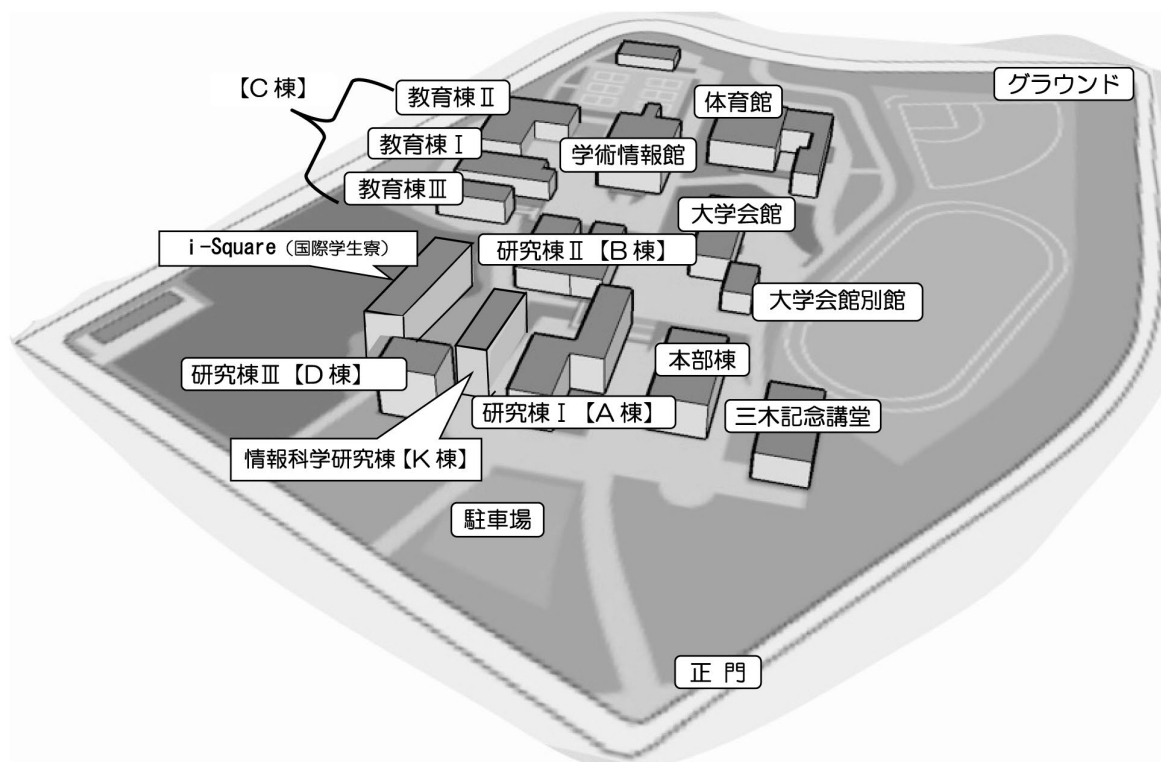 グラウンド
【C棟】
教育棟Ⅱ
体育館
教育棟Ⅰ
学術情報館
教育棟Ⅲ
大学会館
i-Square(国際学生寮)
研究棟Ⅱ【B棟】
大学会館別館
本部棟
研究棟Ⅲ【D棟】
研究棟Ⅰ【A棟】
三木記念講堂
情報科学研究棟【K棟】
駐車場
正 門